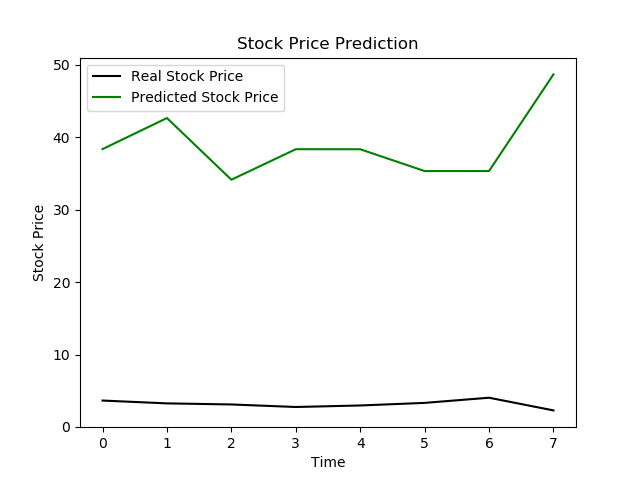 Stock Price Prediction
Real Stock Price
Predicted Stock Price
50
40
30
20
10
0
Stock Price
0 1 2 3 4 5 6 7
Time